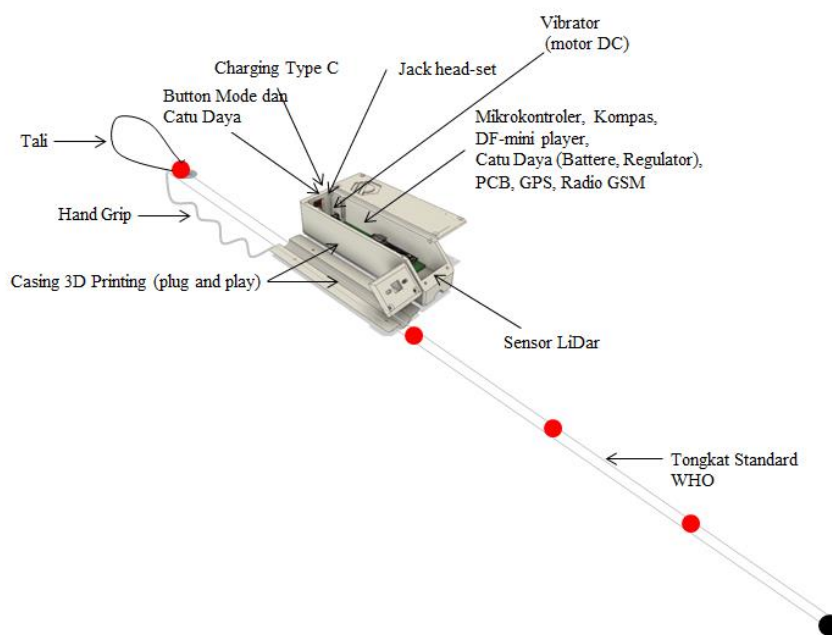 Vibrator
(motor DC)
Charging Type C
Jack head-set
Button Mode dan
Catu Daya
Tali
Mikrokontroler, Kompas,
DF-mini player,
Catu Daya (Battere, Regulator),
PCB, GPS, Radio GSM
Hand Grip
Casing 3D Printing (plug and play)
Sensor LiDar
Tongkat Standard
WHO